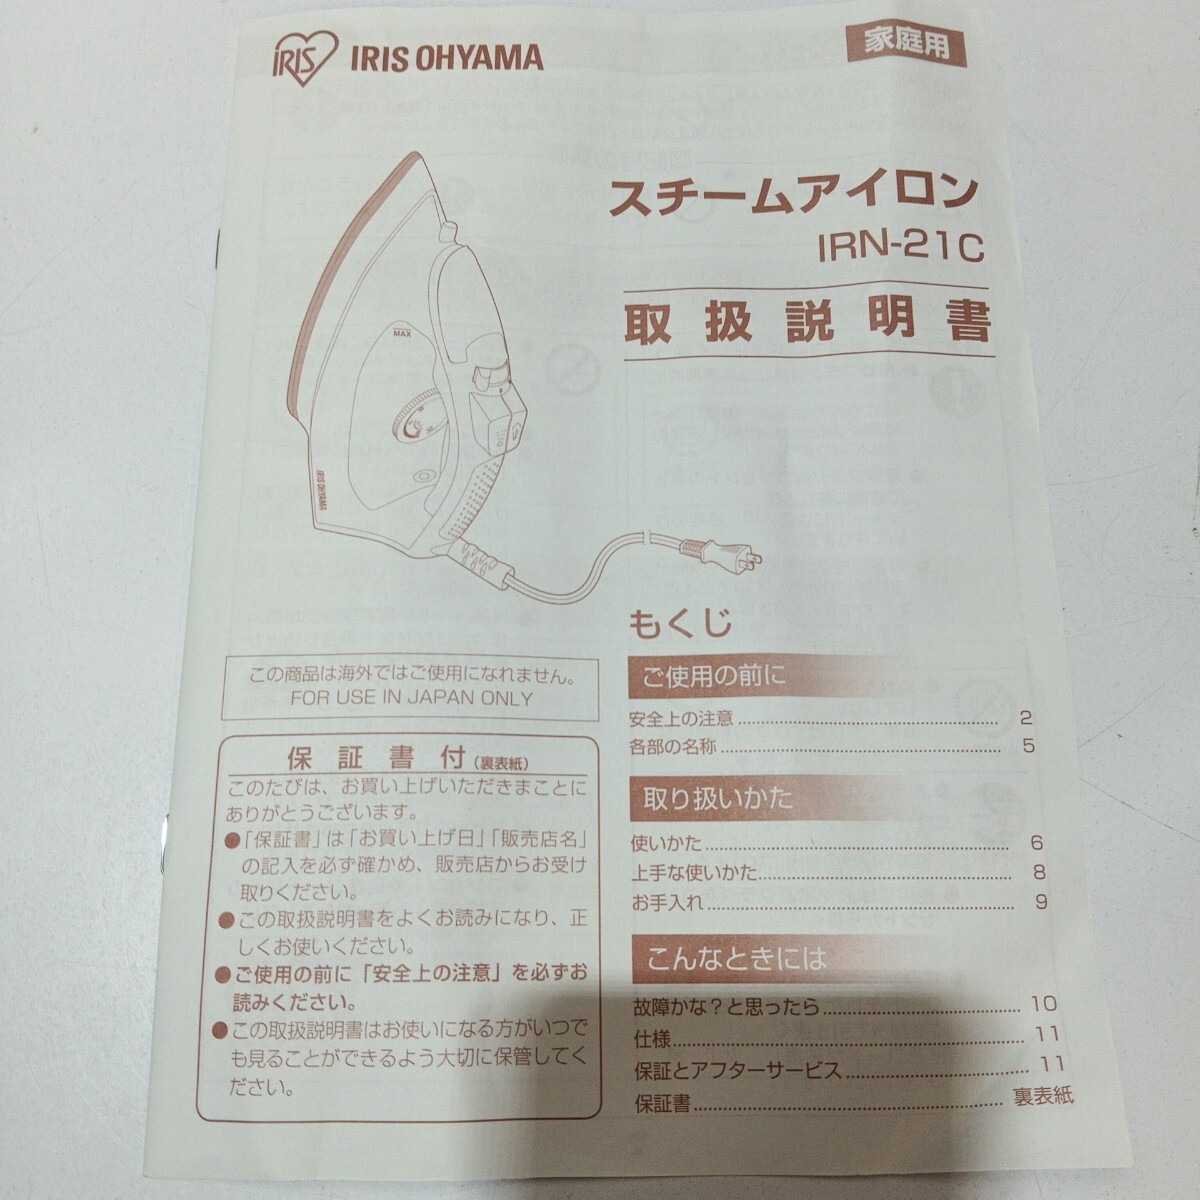 IRIS IRIS OHYAMA
家庭用
スチームアイロン
IRN-21C
取扱説明書
MAX
IRIS OHYAMA
この商品は海外ではご使用になれません。
FOR USE IN JAPAN ONLY
保証書付(裏表紙)
このたびは、お買い上げいただきまことに
ありがとうございます。
●「保証書」は「お買い上げ日」「販売店名」
の記入を必ず確かめ、販売店からお受け
取りください。
●この取扱説明書をよくお読みになり、正
しくお使いください。
●ご使用の前に「安全上の注意」を必ずお
読みください。
●この取扱説明書はお使いになる方がいつで
も見ることができるよう大切に保管してく
ださい。
もくじ
ご使用の前に
安全上の注意 2
各部の名称 5
取り扱いかた
使いかた 6
上手な使いかた 8
お手入れ 9
こんなときには
故障かな?と思ったら 10
仕様 11
保証とアフターサービス 11
保証書 裏表紙